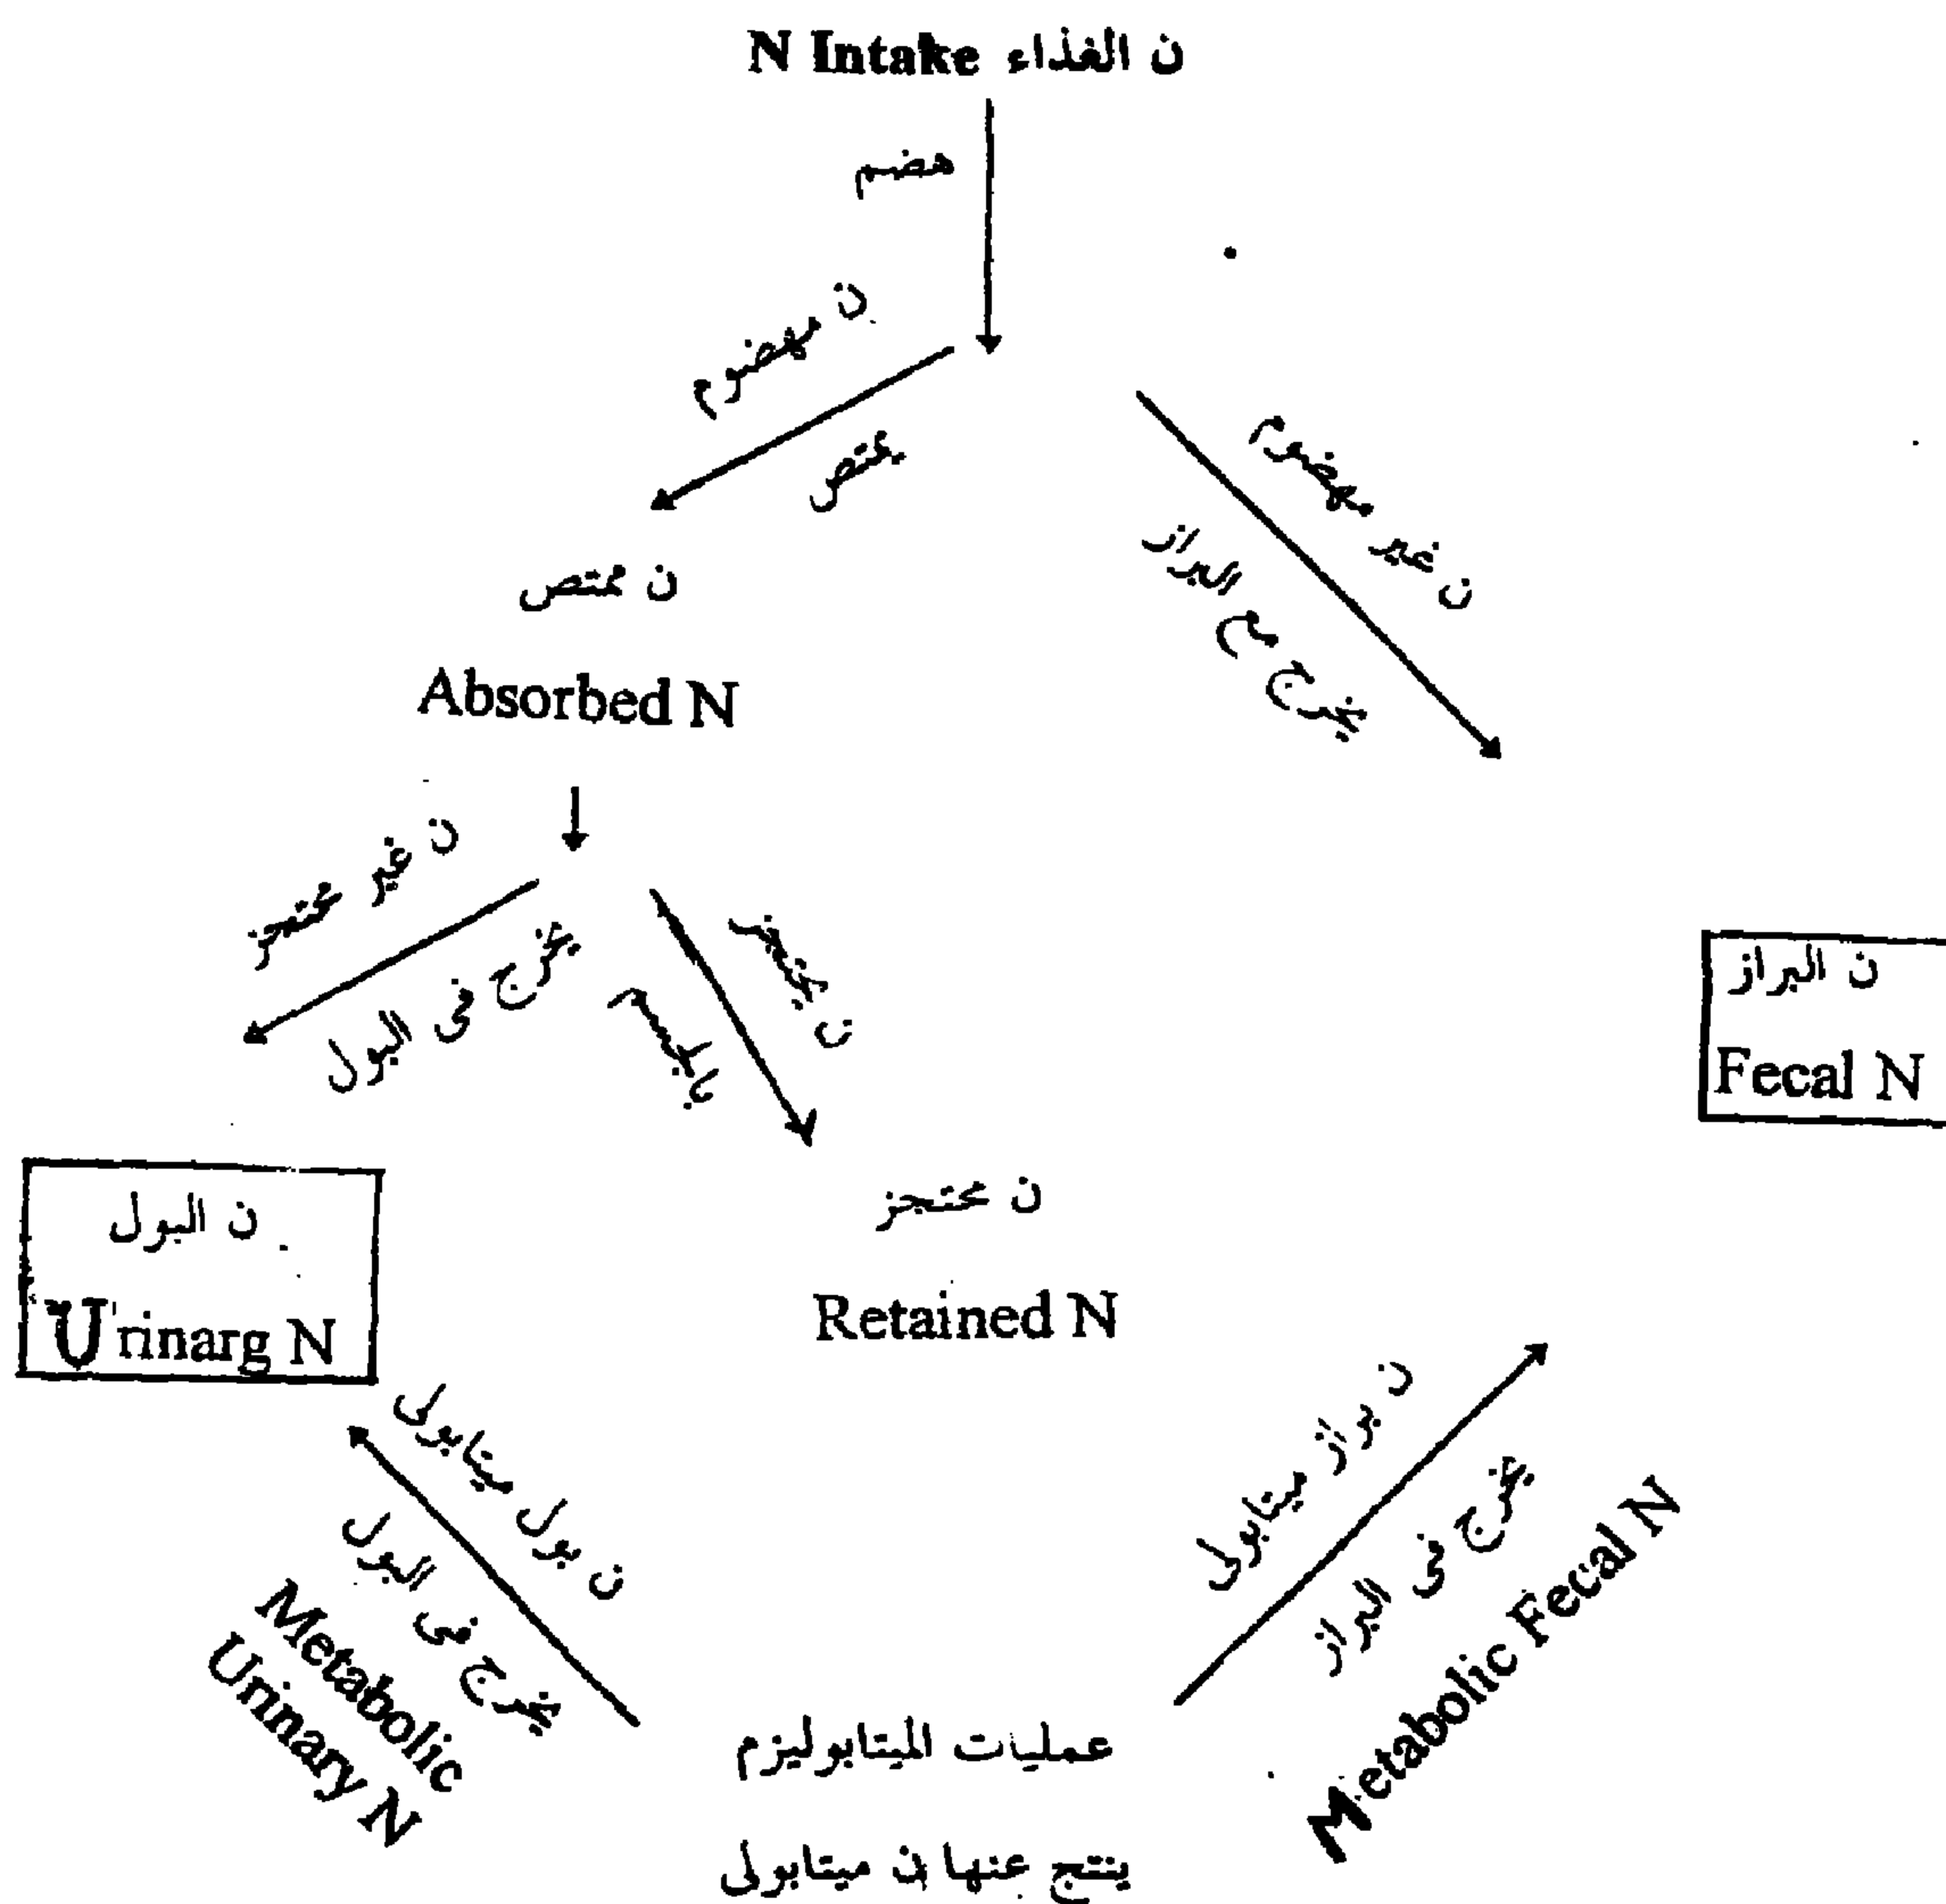 ن الغذاء N Intake
هضم
ن مهضوم
يمتص
ن غير مهضوم
يخرج مع البراز
ن ممتص
Absorbed N
ن غير محتجز
يخرج فى البول
ن يحتجز
بالجسم
ن البراز
Fecal N
ن البول
Urinarg N
ن محتجز
Retained N
ن بول ميتابولى
يخرج فى البول
Metabolic
Urinary N
ن براز ميتابولى
يخرج فى البراز
Metabolic Fecal N
عمليات الميتابوليزم
ينتج عنها ن ميتابولى